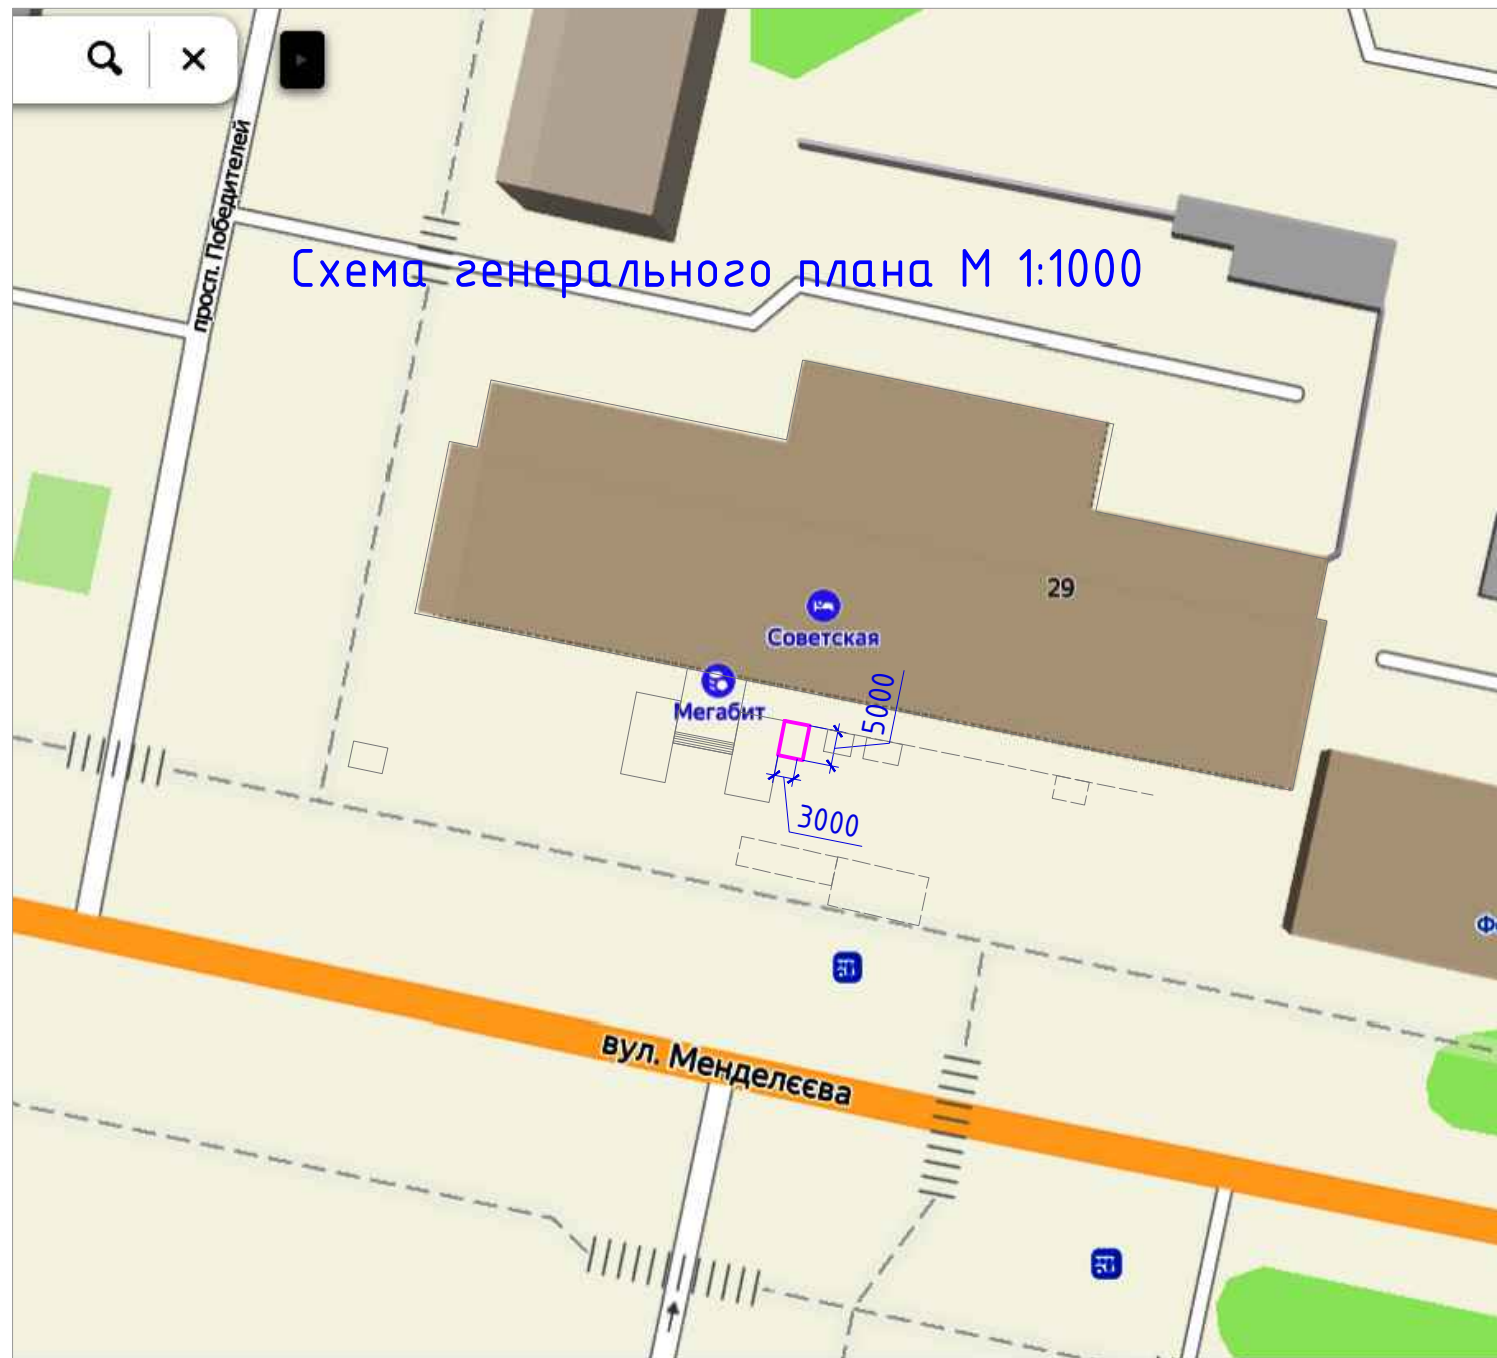 просп. Победителей
Схема генерального плана М 1:1000
29
Советская
Мегабит
5000
3000
вул. Менделєєва